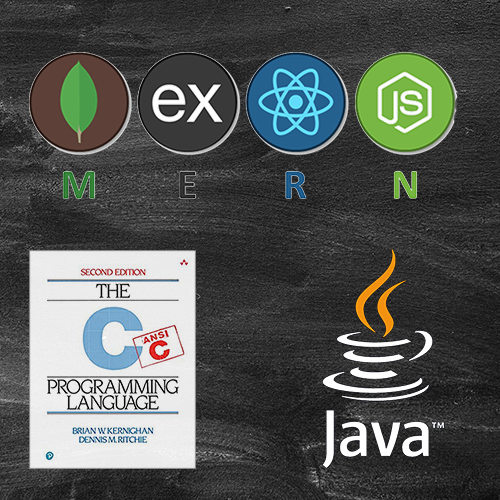 ex
JS
M E R N
SECOND EDITION
THE
C
ANSI
C
PROGRAMMING
LANGUAGE
BRIAN W. KERNIGHAN
DENNIS M. RITCHIE
Java™